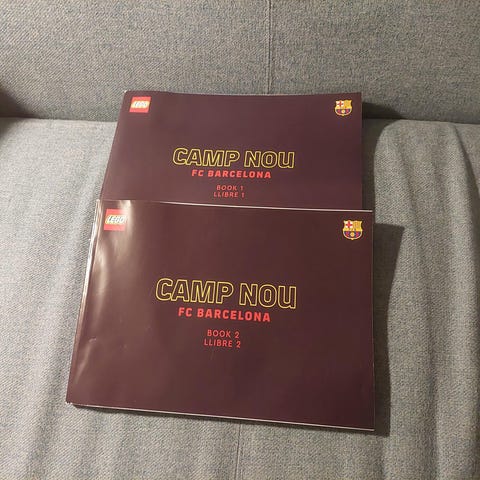 LEGO
CAMP NOU
FC BARCELONA
BOOK 1
LLIBRE 1
LEGO
CAMP NOU
FC BARCELONA
BOOK 2
LLIBRE 2